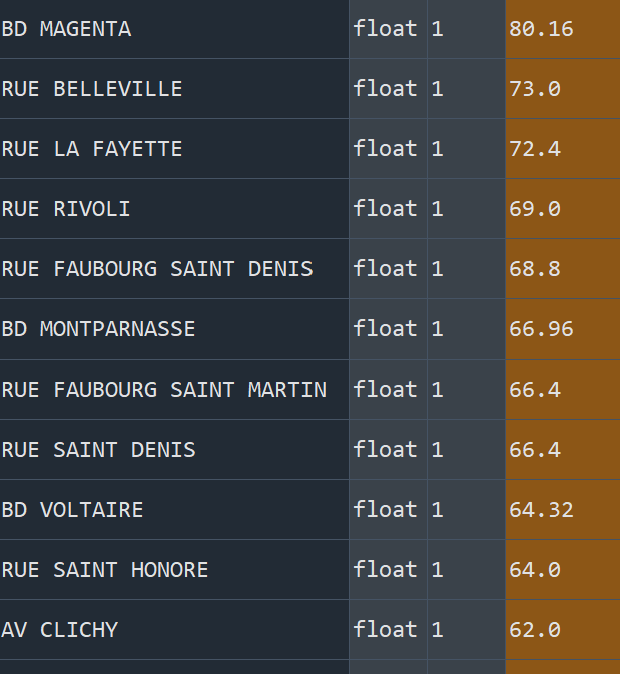 BD MAGENTA float 1 80.16
RUE BELLEVILLE float 1 73.0
RUE LA FAYETTE float 1 72.4
RUE RIVOLI float 1 69.0
RUE FAUBOURG SAINT DENIS float 1 68.8
BD MONTPARNASSE float 1 66.96
RUE FAUBOURG SAINT MARTIN float 1 66.4
RUE SAINT DENIS float 1 66.4
BD VOLTAIRE float 1 64.32
RUE SAINT HONORE float 1 64.0
AV CLICHY float 1 62.0